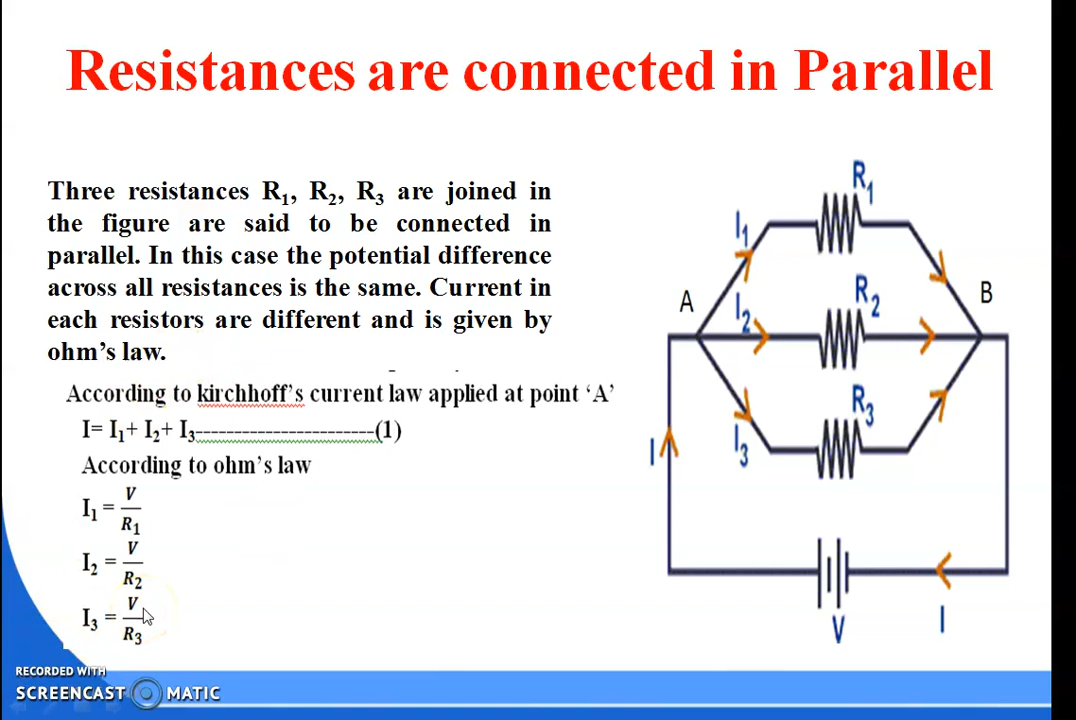 Resistances are connected in Parallel
Three resistances R₁, R₂, R₃ are joined in
the figure are said to be connected in
parallel. In this case the potential difference
across all resistances is the same. Current in
each resistors are different and is given by
ohm's law.
According to kirchhoff's current law applied at point 'A'
I= I₁+ I₂+ I₃-----------------------(1)
According to ohm's law
I₁ = V/R₁
I₂ = V/R₂
I₃ = V/R₃
R₁
I₁
R₂
A
B
I₂
R₃
I₃
I
V
I
RECORDED WITH
SCREENCAST MATIC